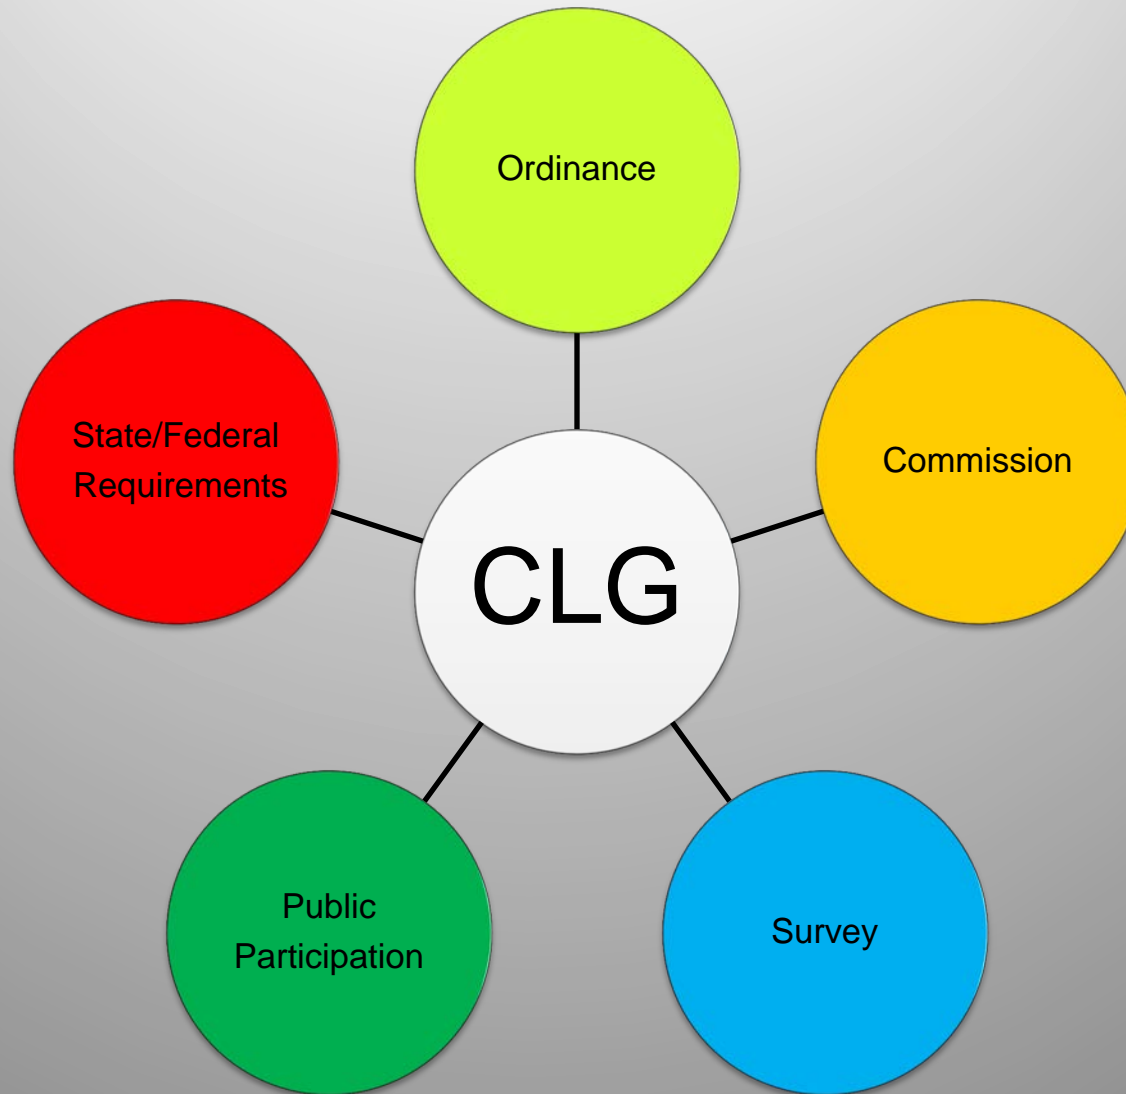 Ordinance
State/Federal
Requirements
Commission
CLG
Public
Participation
Survey